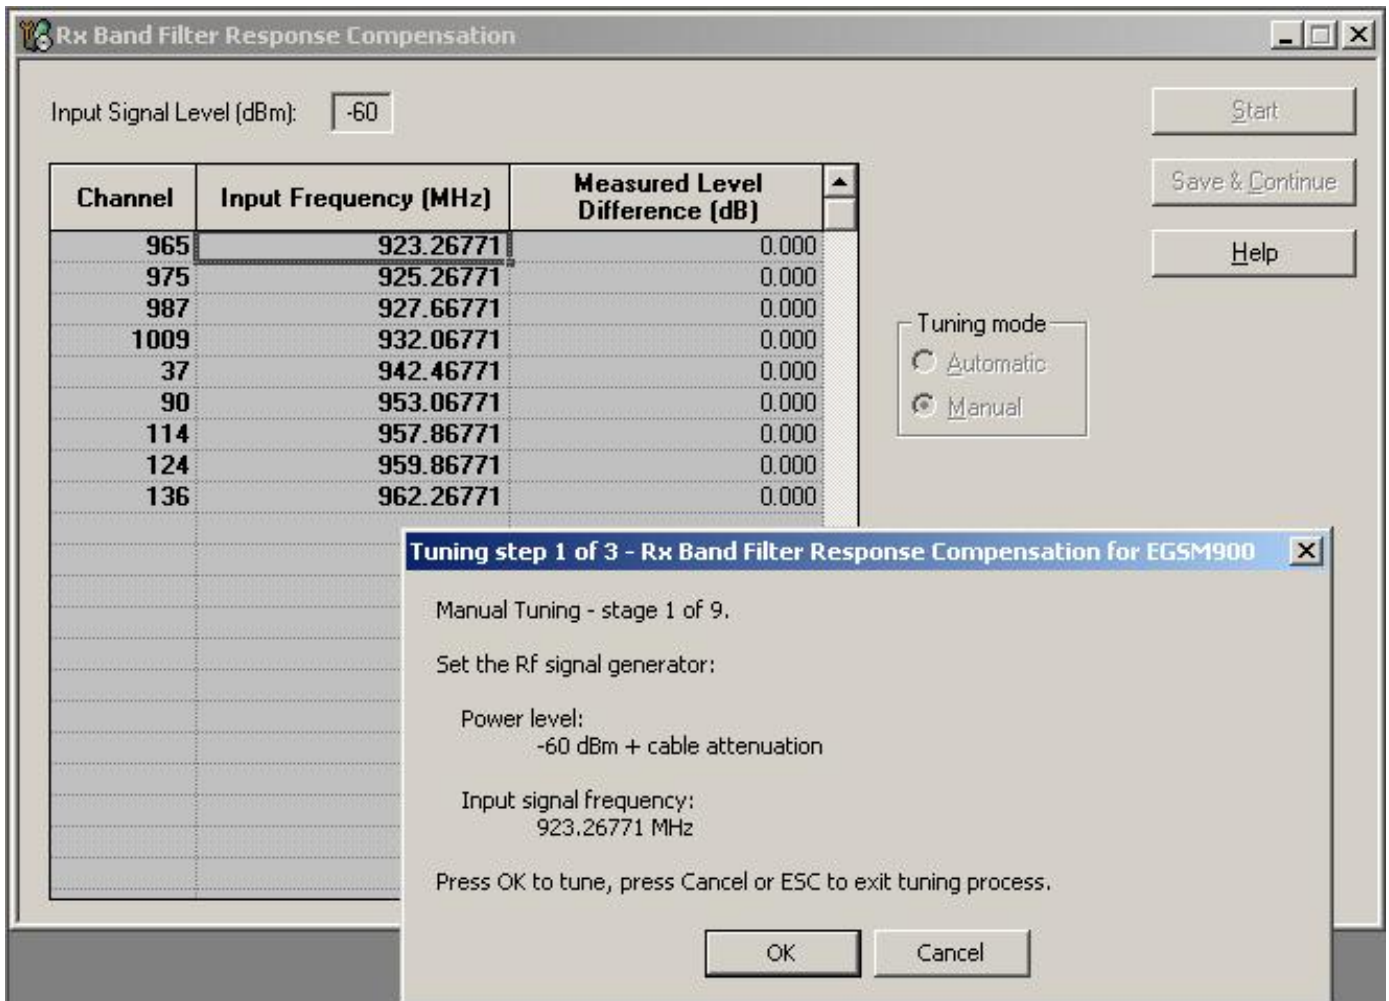 Rx Band Filter Response Compensation
Input Signal Level (dBm): -60
Start
Save & Continue
Help
Channel Input Frequency (MHz) Measured Level Difference (dB)
965 923.26771 0.000
975 925.26771 0.000
987 927.66771 0.000
1009 932.06771 0.000
37 942.46771 0.000
90 953.06771 0.000
114 957.86771 0.000
124 959.86771 0.000
136 962.26771 0.000
Tuning mode
Automatic
Manual
Tuning step 1 of 3 - Rx Band Filter Response Compensation for EGSM900
Manual Tuning - stage 1 of 9.
Set the Rf signal generator:
Power level:
-60 dBm + cable attenuation
Input signal frequency:
923.26771 MHz
Press OK to tune, press Cancel or ESC to exit tuning process.
OK Cancel